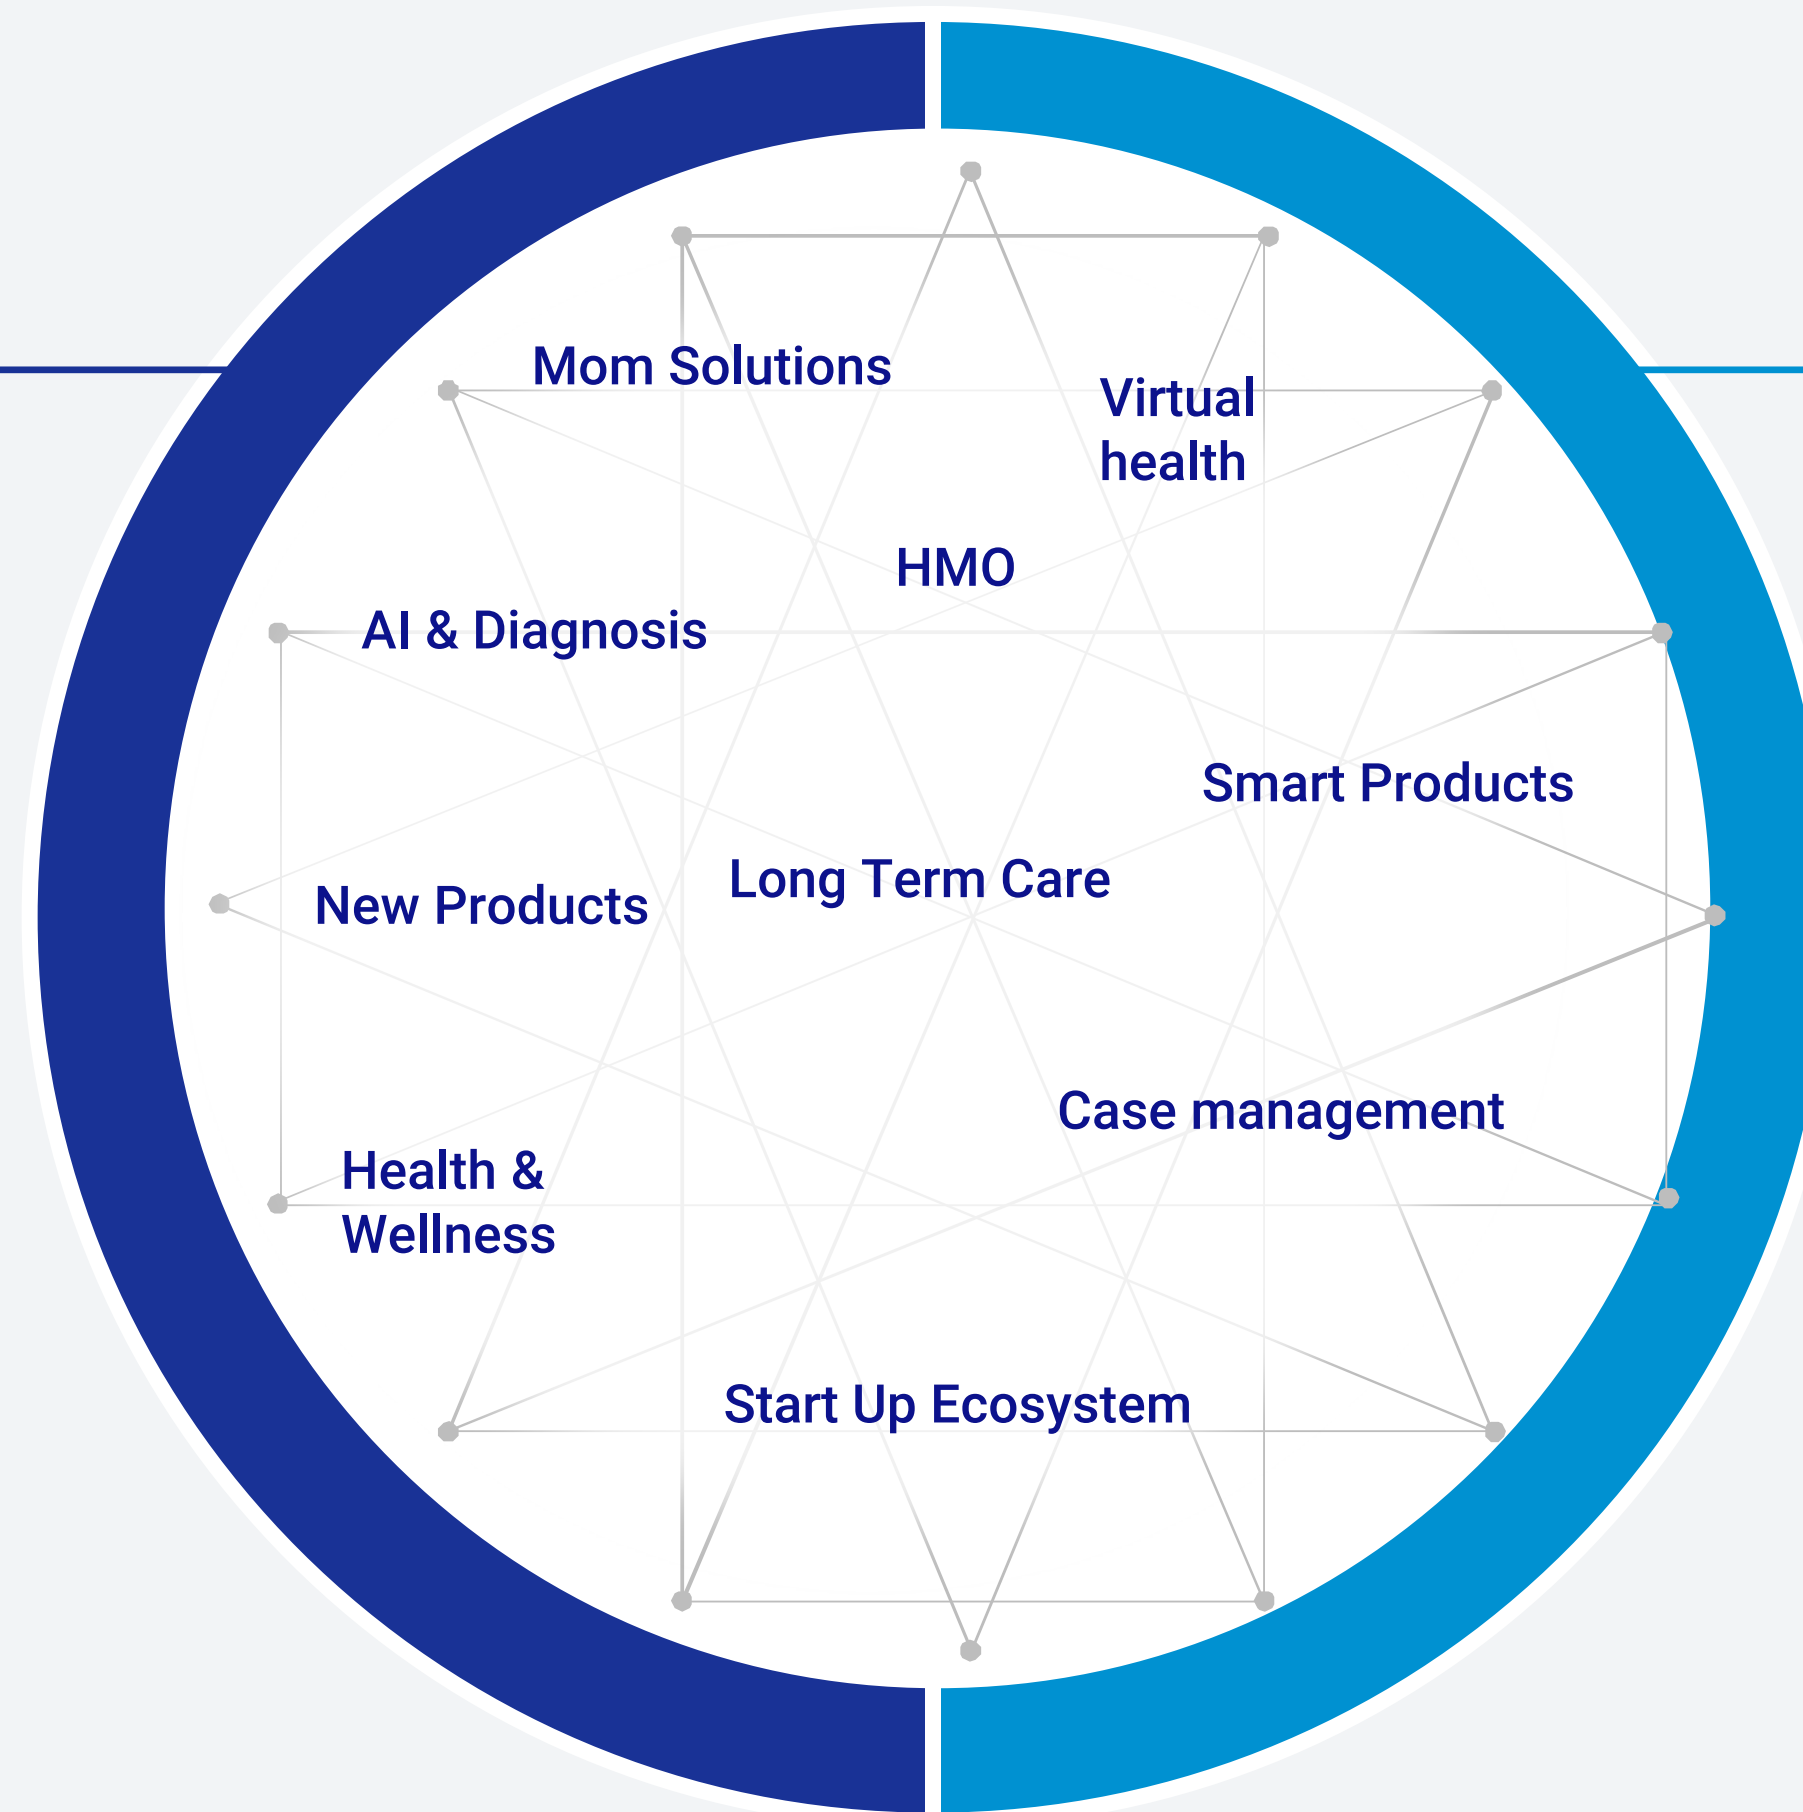 Mom Solutions
Virtual
health
HMO
AI & Diagnosis
Smart Products
Long Term Care
New Products
Case management
Health &
Wellness
Start Up Ecosystem